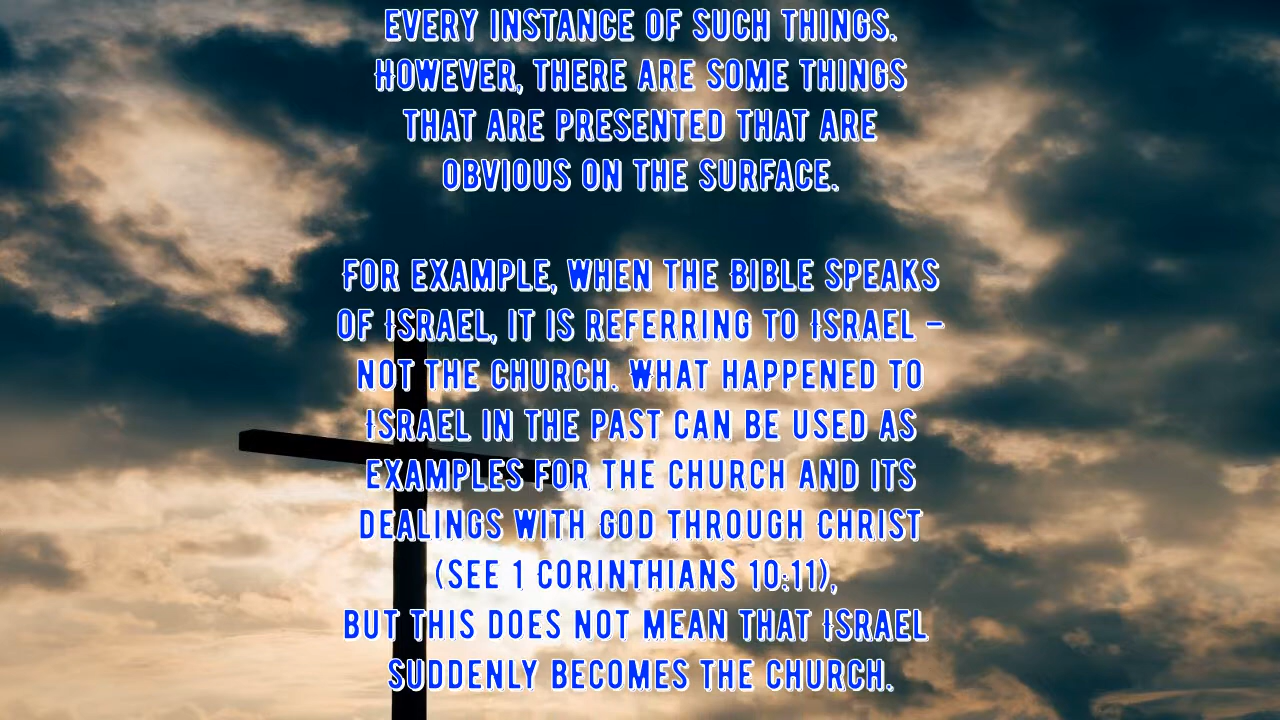 Every instance of such things.
However, there are some things
that are presented that are
obvious on the surface.
For example, when the Bible speaks
of Israel, it is referring to Israel –
not the church. What happened to
Israel in the past can be used as
examples for the church and its
dealings with God through Christ
(see 1 Corinthians 10:11),
but this does not mean that Israel
suddenly becomes the church.